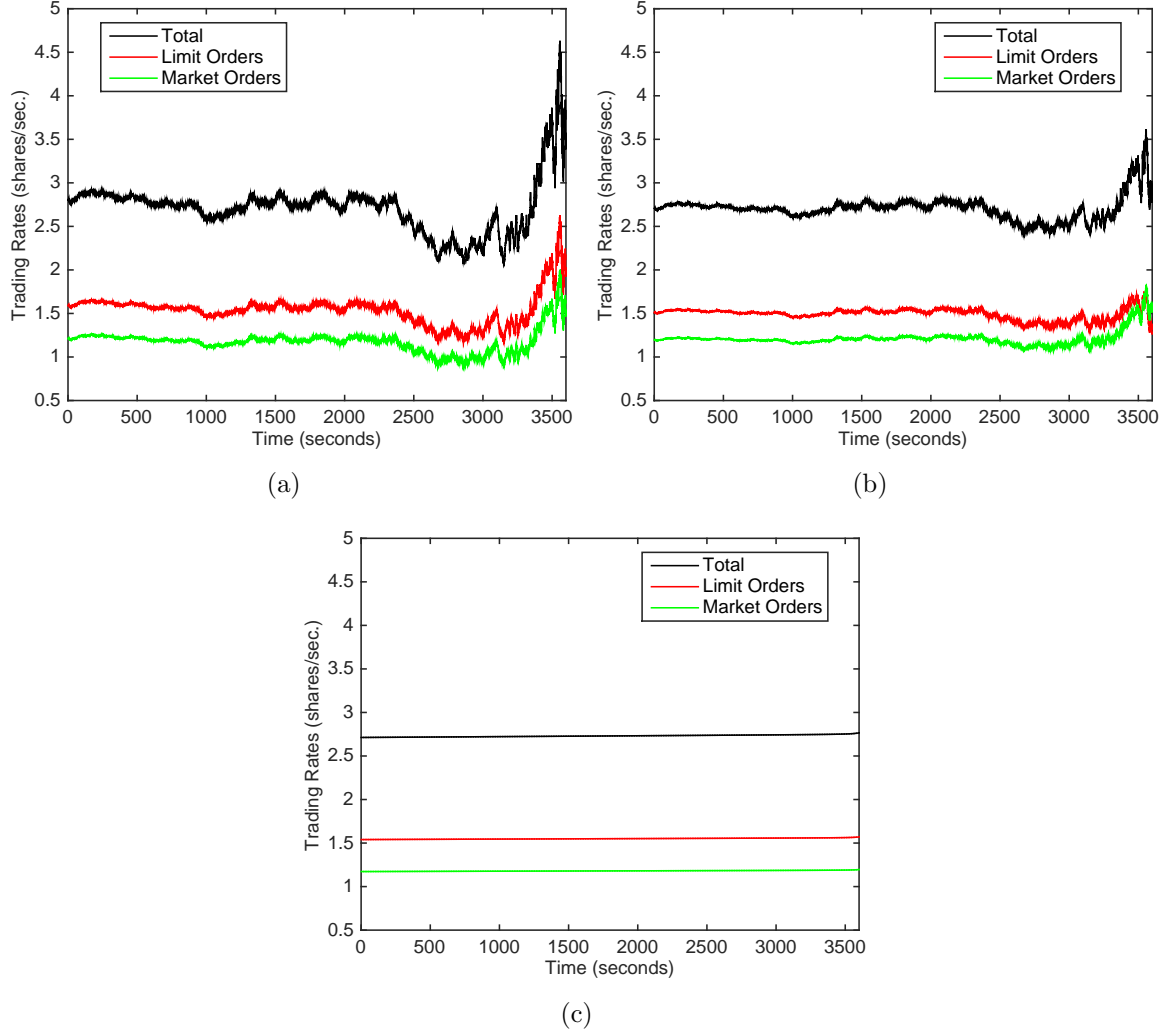 5
4.5
4
3.5
3
2.5
2
1.5
1
0.5
Trading Rates (shares/sec.)
Total
Limit Orders
Market Orders
0 500 1000 1500 2000 2500 3000 3500
Time (seconds)
(a)
5
4.5
4
3.5
3
2.5
2
1.5
1
0.5
Trading Rates (shares/sec.)
Total
Limit Orders
Market Orders
0 500 1000 1500 2000 2500 3000 3500
Time (seconds)
(b)
5
4.5
4
3.5
3
2.5
2
1.5
1
0.5
Trading Rates (shares/sec.)
Total
Limit Orders
Market Orders
0 500 1000 1500 2000 2500 3000 3500
Time (seconds)
(c)